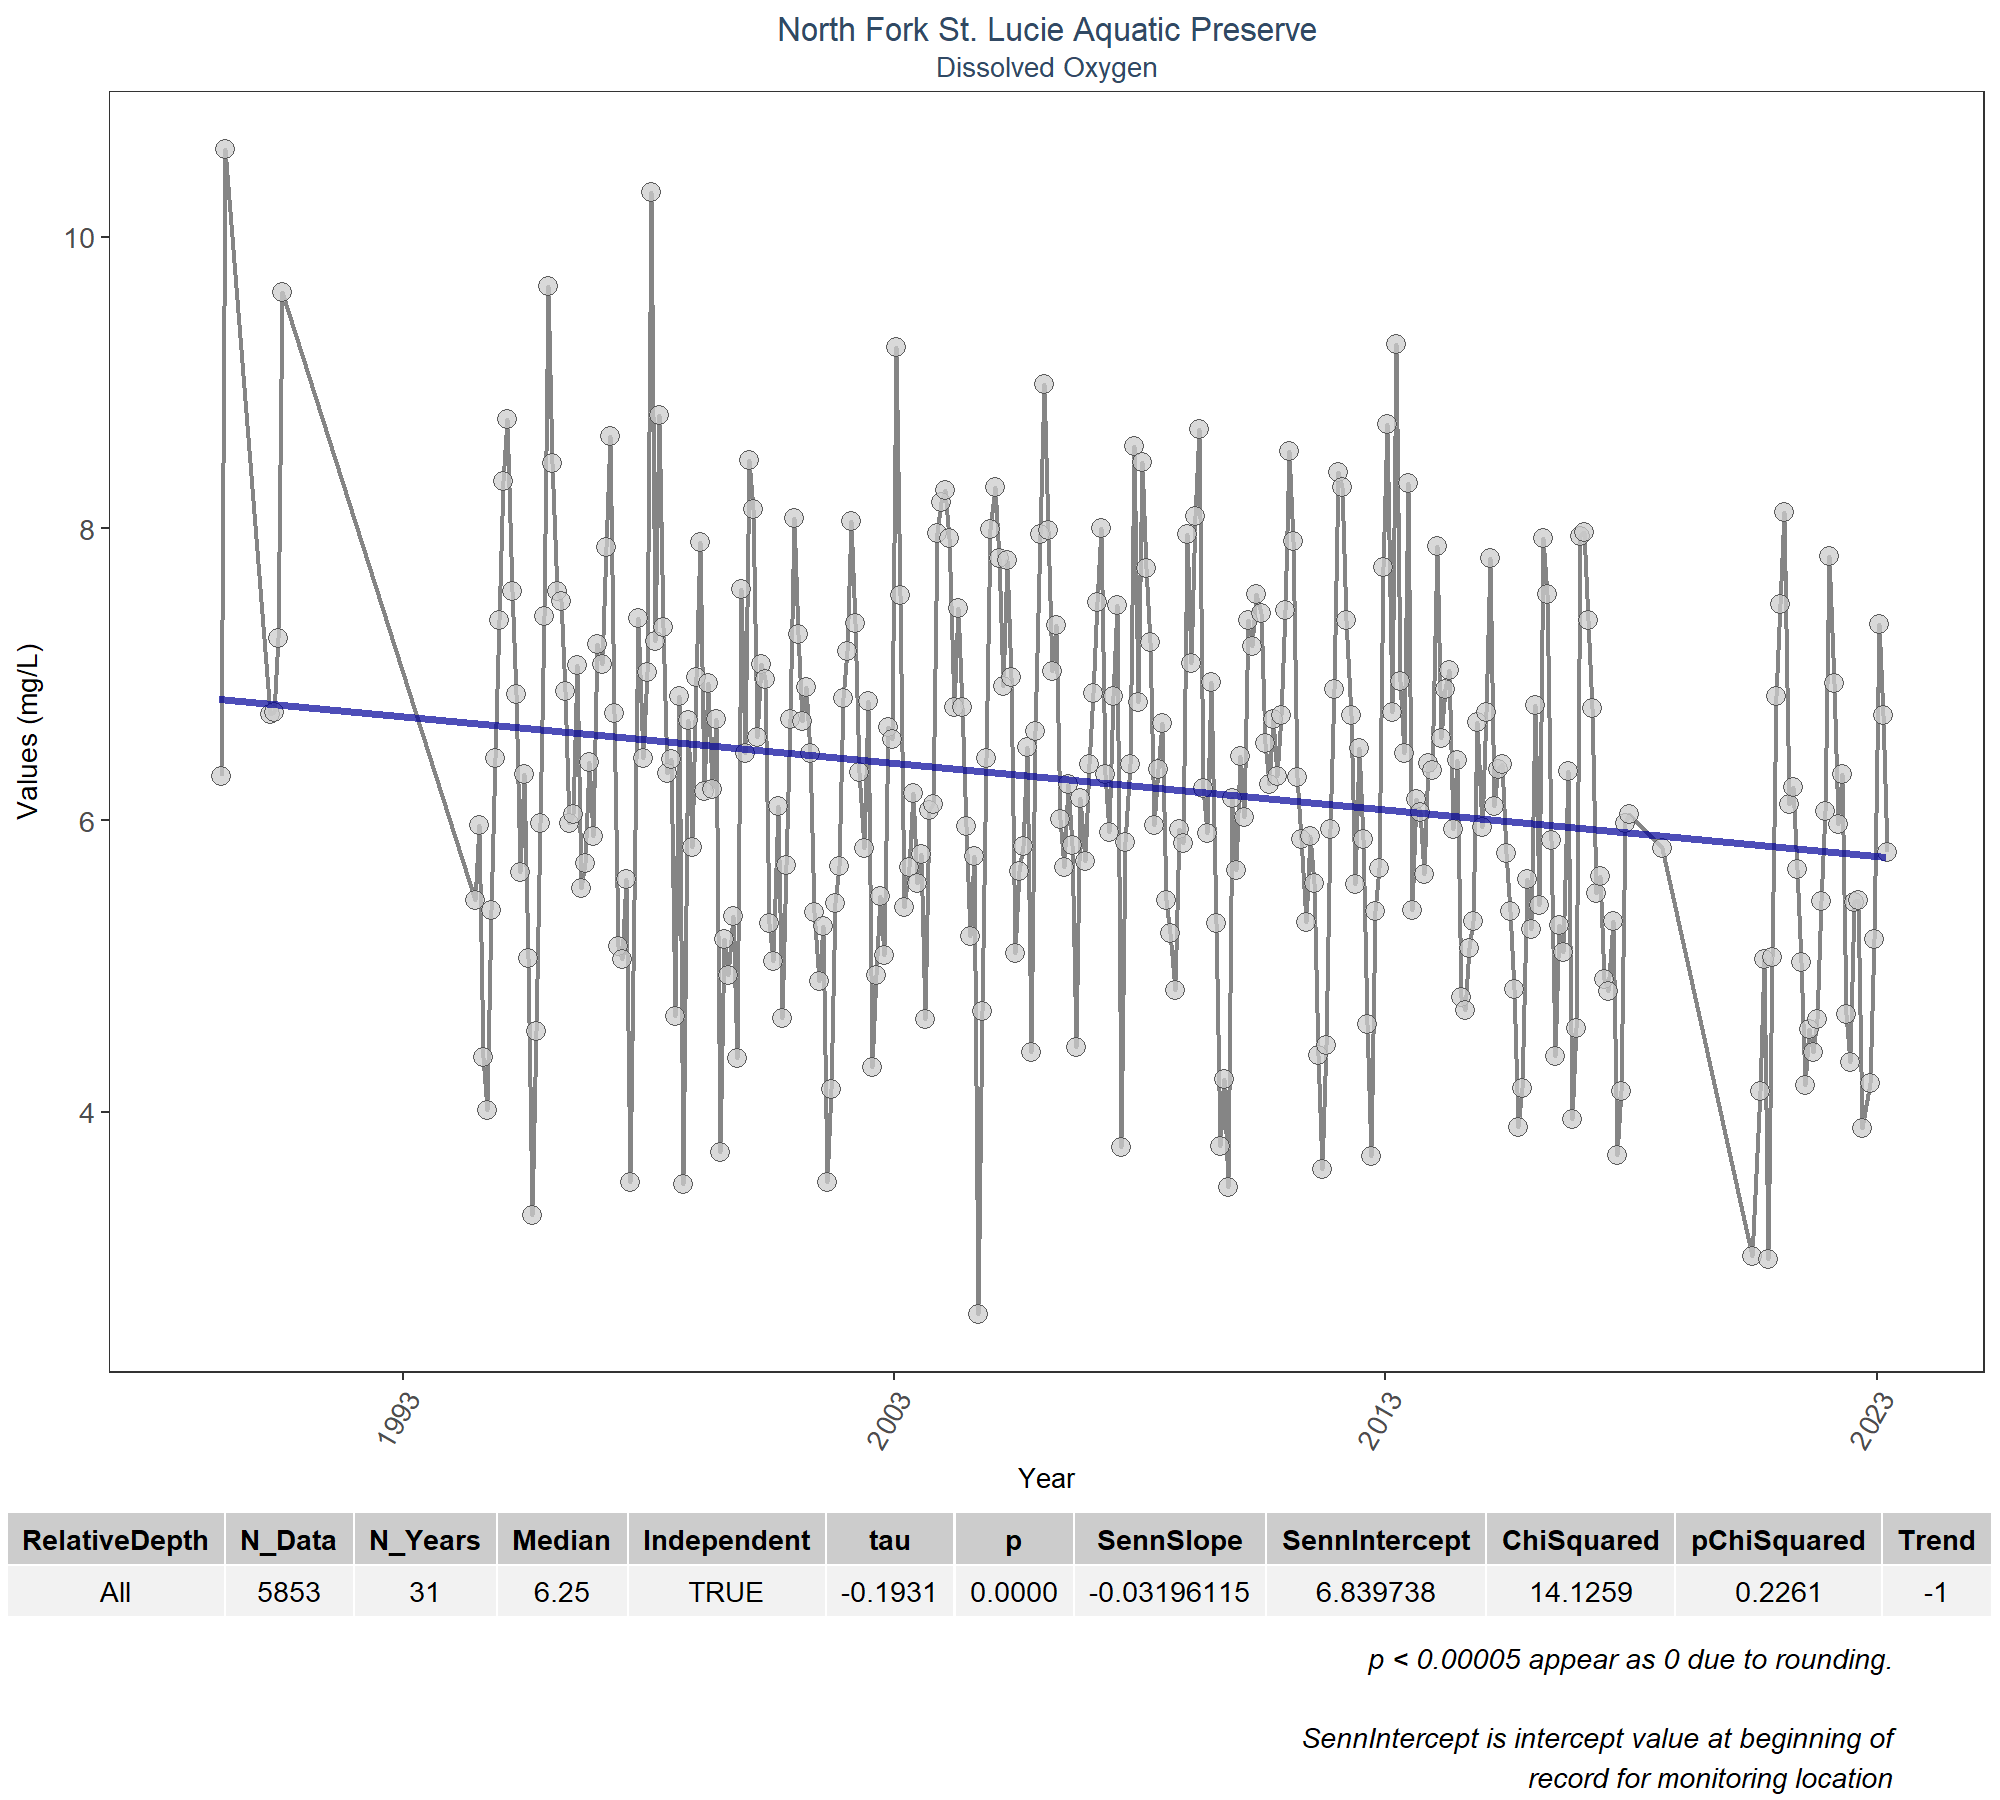 North Fork St. Lucie Aquatic Preserve
Dissolved Oxygen
Values (mg/L)
10
8
6
4
1993
2003
2013
2023
Year
RelativeDepth N_Data N_Years Median Independent tau p SennSlope SennIntercept ChiSquared pChiSquared Trend
All 5853 31 6.25 TRUE -0.1931 0.0000 -0.03196115 6.839738 14.1259 0.2261 -1
p < 0.00005 appear as 0 due to rounding.
SennIntercept is intercept value at beginning of
record for monitoring location